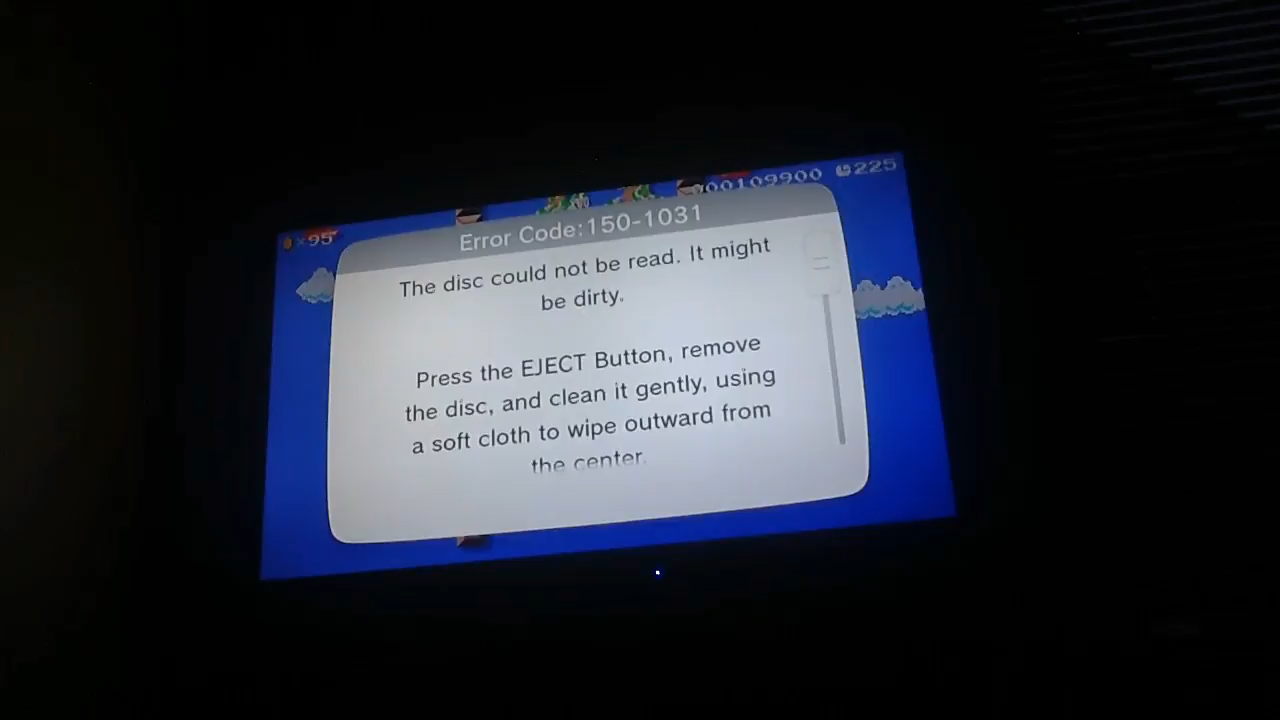 ×95
000109900 225
Error Code:150-1031
The disc could not be read. It might
be dirty.
Press the EJECT Button, remove
the disc, and clean it gently, using
a soft cloth to wipe outward from
the center.